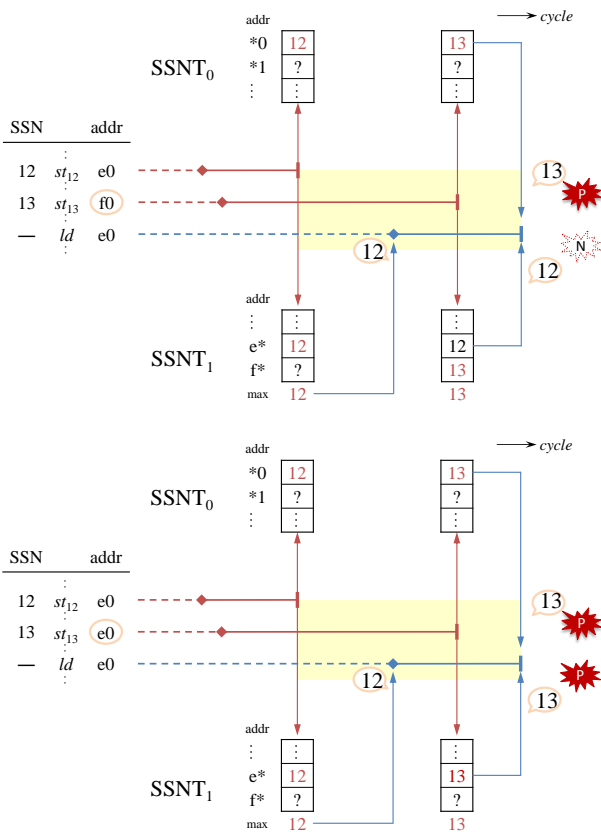 addr
cycle
*0 12 13
SSNT0 *1 ? ?
⋮ ⋮ ⋮
SSN addr
⋮
12 st12 e0 13
13 st13 f0 P
— ld e0 N
⋮ 12 12
addr
⋮ ⋮
e* 12 12
SSNT1 f* ? 13
max 12 13
addr
cycle
*0 12 13
SSNT0 *1 ? ?
⋮ ⋮ ⋮
SSN addr
⋮
12 st12 e0 13
13 st13 e0 P
— ld e0 P
⋮ 12 13
addr
⋮ ⋮ ⋮
e* 12 13
SSNT1 f* ? ?
max 12 13